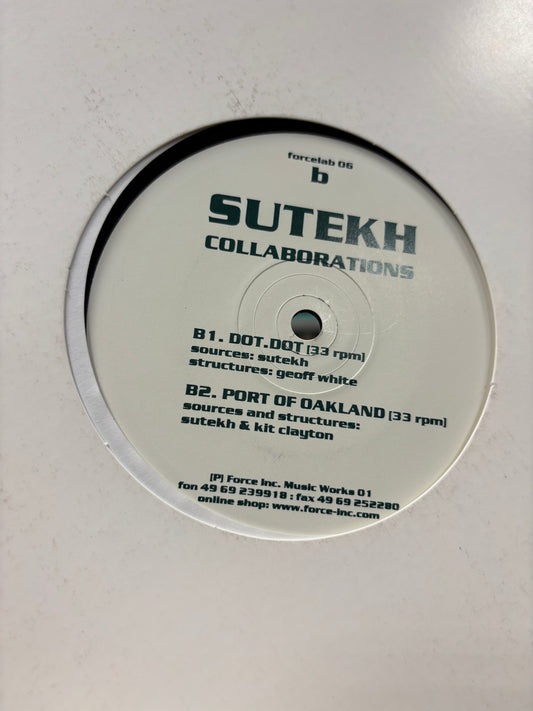 forcelab 06
b
SUTEKH
COLLABORATIONS
B1. DOT.DOT [33 rpm]
sources: sutekh
structures: geoff white
B2. PORT OF OAKLAND [33 rpm]
sources and structures:
sutekh & kit clayton
[P] Force Inc. Music Works 01
fon 49 69 239918 : fax 49 69 252280
online shop: www.force-inc.com